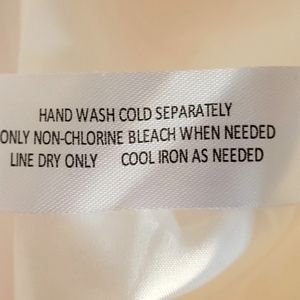 HAND WASH COLD SEPARATELY
ONLY NON-CHLORINE BLEACH WHEN NEEDED
LINE DRY ONLY COOL IRON AS NEEDED